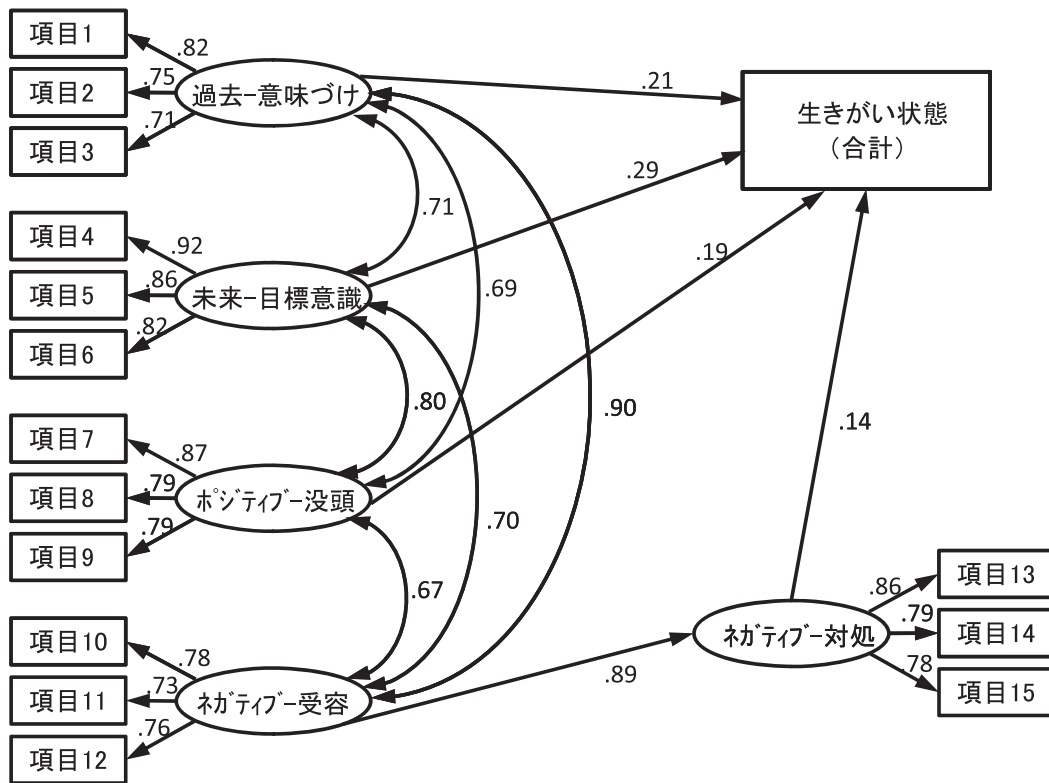 項目1
.82
項目2
.75
過去-意味づけ
項目3
.71
.21
生きがい状態
(合計)
.29
.71
項目4
.92
項目5
.86
未来-目標意識
項目6
.82
.69
.19
.80
.90
.14
項目7
.87
項目8
.79
ポジティブ-没頭
項目9
.79
.70
.67
項目10
.78
項目11
.73
ネガティブ-受容
項目12
.76
.89
ネガティブ-対処
.86
項目13
.79
項目14
.78
項目15